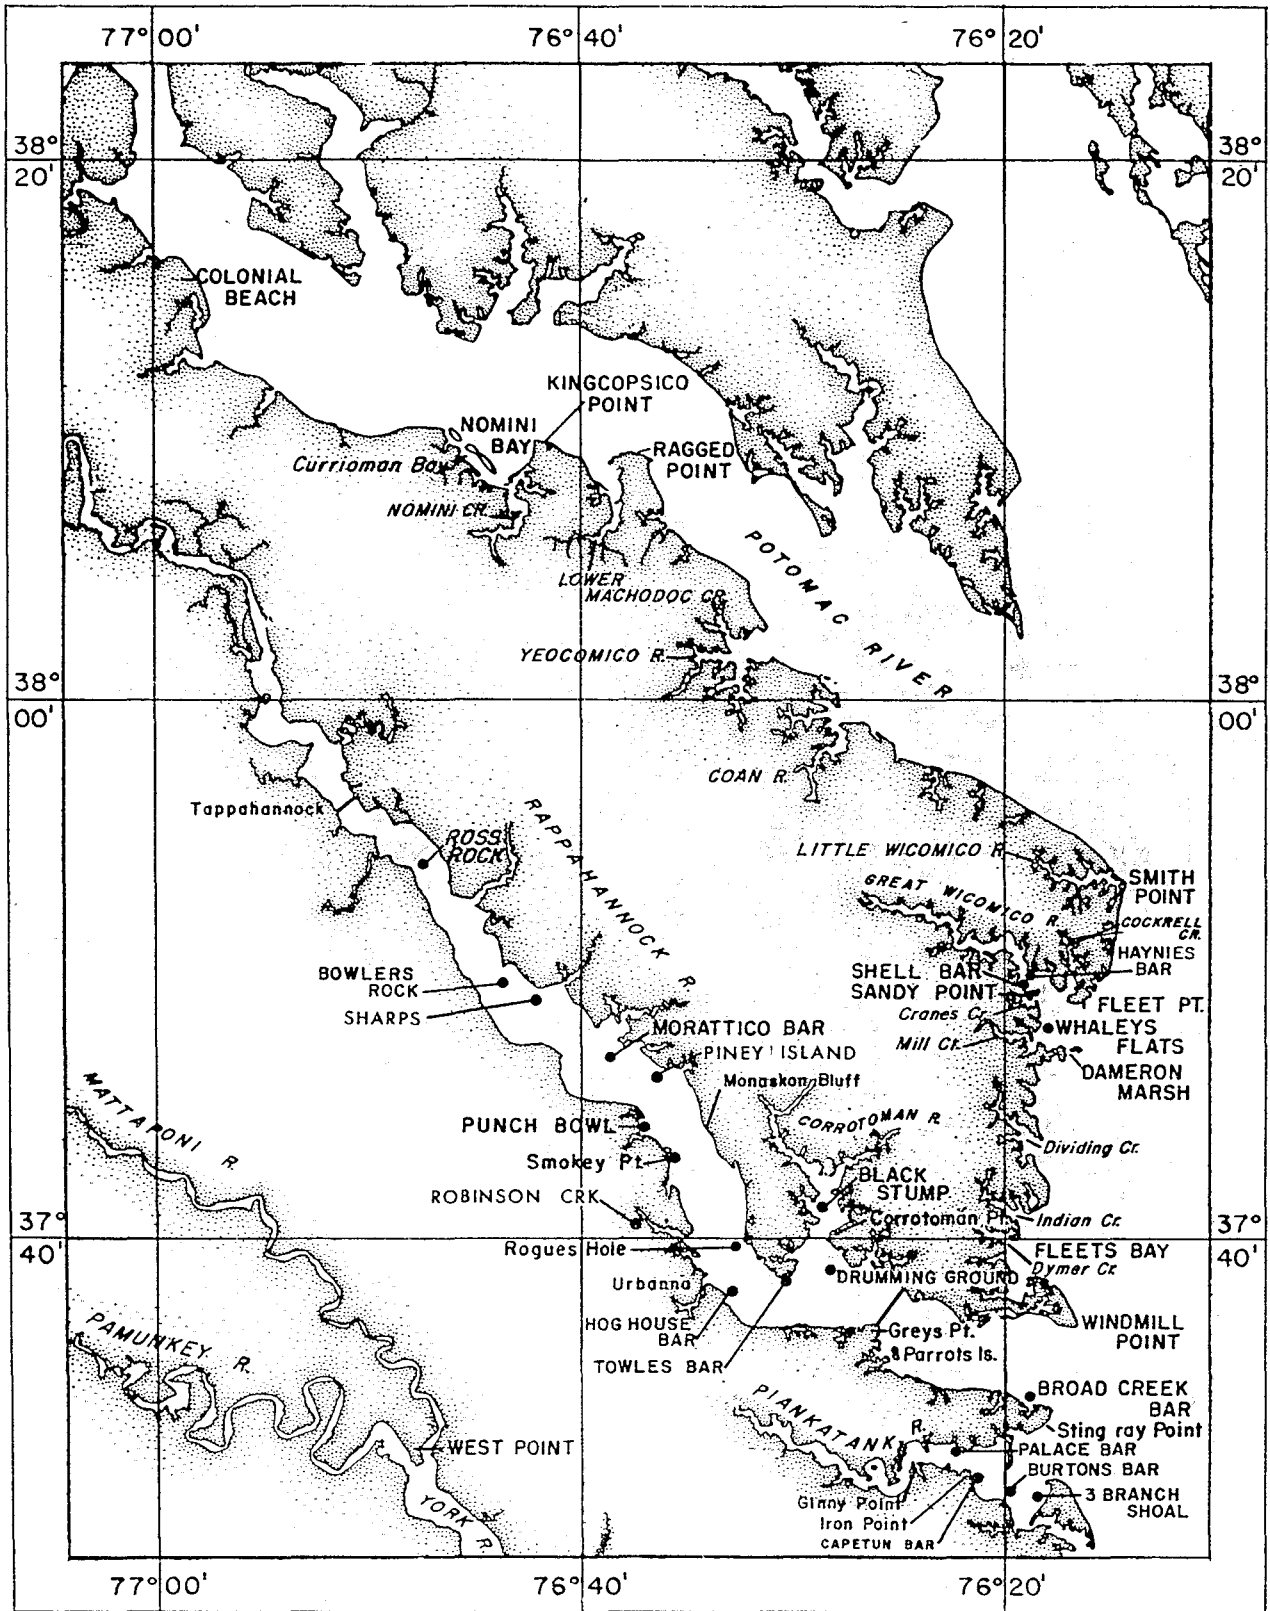 77°00'
76°40'
76°20'
38°
20'
38°
20'
COLONIAL
BEACH
KINGCOPSICO
POINT
NOMINI
BAY
RAGGED
POINT
Currioman Bay
NOMINI CR.
POTOMAC RIVER
LOWER
MACHODOC CR.
YEOCOMICO R.
38°
00'
38°
00'
COAN R.
Tappahannock
ROSS
ROCK
RAPPAHANNOCK R.
LITTLE WICOMICO R
GREAT WICOMICO R.
SMITH
POINT
COCKRELL
CR.
HAYNIES
BAR
BOWLERS
ROCK
SHARPS
SHELL BAR
SANDY POINT
FLEET PT.
Cranes Cr.
Mill Cr.
WHALEYS
FLATS
DAMERON
MARSH
MORATTICO BAR
PINEY ISLAND
Monaskon Bluff
MATTAPONI R.
PUNCH BOWL
CORROTOMAN R.
Dividing Cr.
Smokey Pt.
BLACK
STUMP
ROBINSON CRK
Corrotoman Pt.
Indian Cr.
37°
40'
37°
40'
Rogues Hole
FLEETS BAY
Dymer Cr.
Urbanna
DRUMMING GROUND
HOG HOUSE
BAR
WINDMILL
POINT
Greys Pt.
& Parrots Is.
TOWLES BAR
PAMUNKEY R.
PIANKATANK R.
BROAD CREEK
BAR
Sting ray Point
WEST POINT
PALACE BAR
BURTONS BAR
YORK R.
Ginny Point
3 BRANCH
SHOAL
Iron Point
CAPETUN BAR
77°00'
76°40'
76°20'